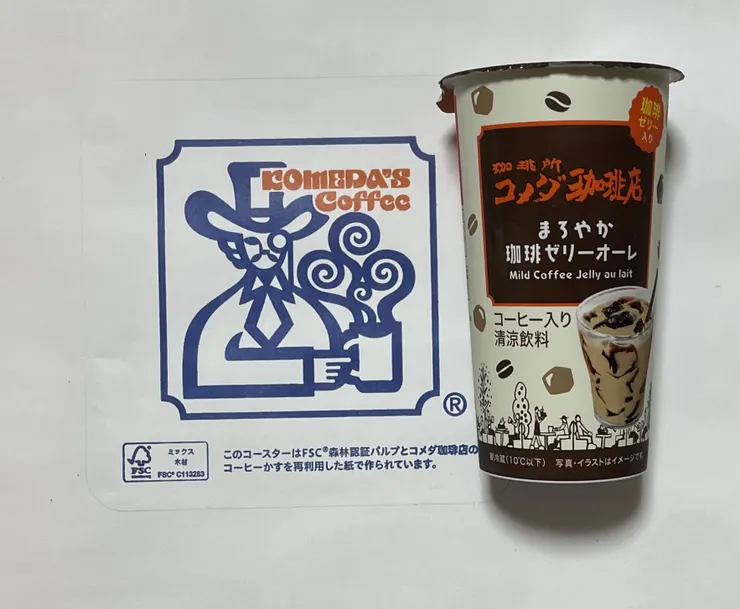 KOMEDA'S
Coffee
®
FSC
ミックス
木材
FSC® C113283
このコースターはFSC®森林認証パルプとコメダ珈琲店の
コーヒーかすを再利用した紙で作られています。
珈琲
ゼリー
入り
珈琲所
コメダ珈琲店
まろやか
珈琲ゼリーオーレ
Mild Coffee Jelly au lait
コーヒー入り
清涼飲料
要冷蔵(10℃以下) 写真・イラストはイメージです